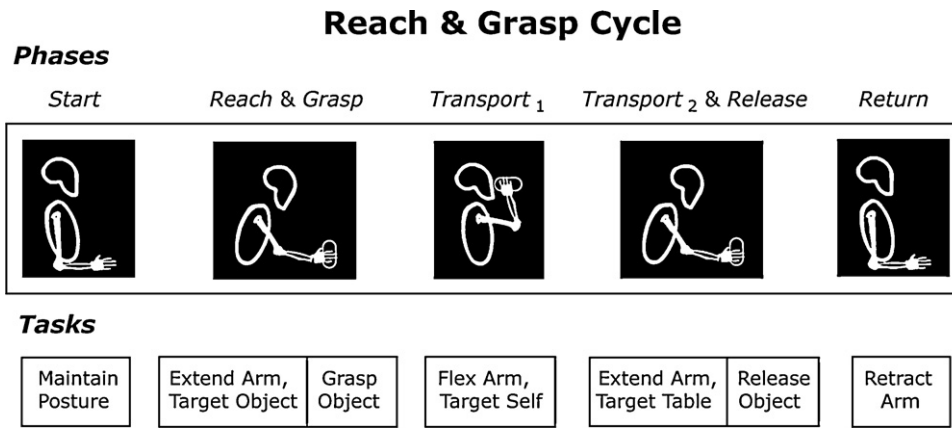 Reach & Grasp Cycle
Phases
Start Reach & Grasp Transport 1 Transport 2 & Release Return
Tasks
Maintain Extend Arm, Grasp Flex Arm, Extend Arm, Release Retract
Posture Target Object Object Target Self Target Table Object Arm